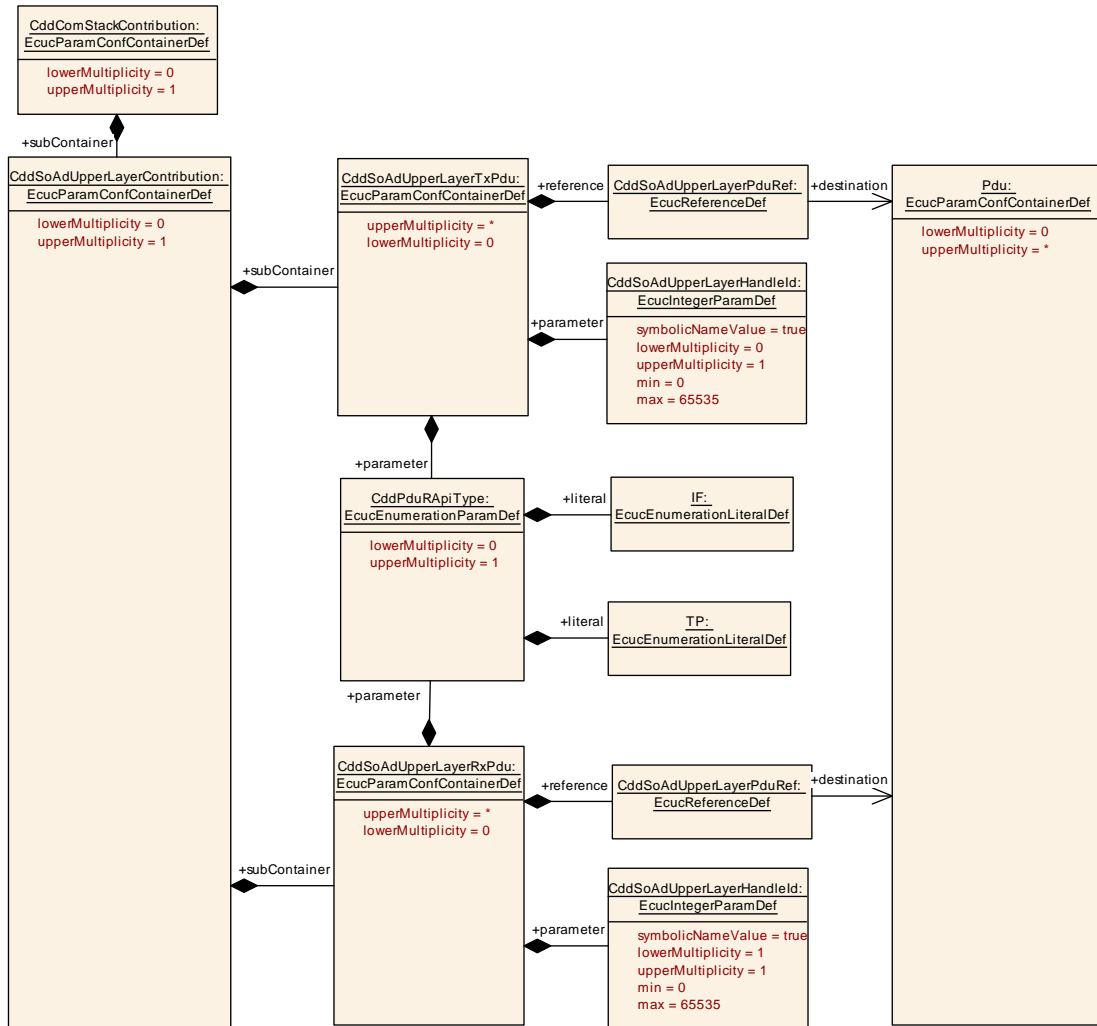 CddComStackContribution:
EcucParamConfContainerDef
lowerMultiplicity = 0
upperMultiplicity = 1
+subContainer
CddSoAdUpperLayerContribution:
EcucParamConfContainerDef
lowerMultiplicity = 0
upperMultiplicity = 1
+subContainer
CddSoAdUpperLayerTxPdu:
EcucParamConfContainerDef
upperMultiplicity = *
lowerMultiplicity = 0
+reference
CddSoAdUpperLayerPduRef:
EcucReferenceDef
+destination
Pdu:
EcucParamConfContainerDef
lowerMultiplicity = 0
upperMultiplicity = *
+parameter
CddSoAdUpperLayerHandleId:
EcucIntegerParamDef
symbolicNameValue = true
lowerMultiplicity = 0
upperMultiplicity = 1
min = 0
max = 65535
+parameter
CddPduRApiType:
EcucEnumerationParamDef
lowerMultiplicity = 0
upperMultiplicity = 1
+literal
IF:
EcucEnumerationLiteralDef
+literal
TP:
EcucEnumerationLiteralDef
+parameter
CddSoAdUpperLayerRxPdu:
EcucParamConfContainerDef
upperMultiplicity = *
lowerMultiplicity = 0
+subContainer
+reference
CddSoAdUpperLayerPduRef:
EcucReferenceDef
+destination
+parameter
CddSoAdUpperLayerHandleId:
EcucIntegerParamDef
symbolicNameValue = true
lowerMultiplicity = 1
upperMultiplicity = 1
min = 0
max = 65535